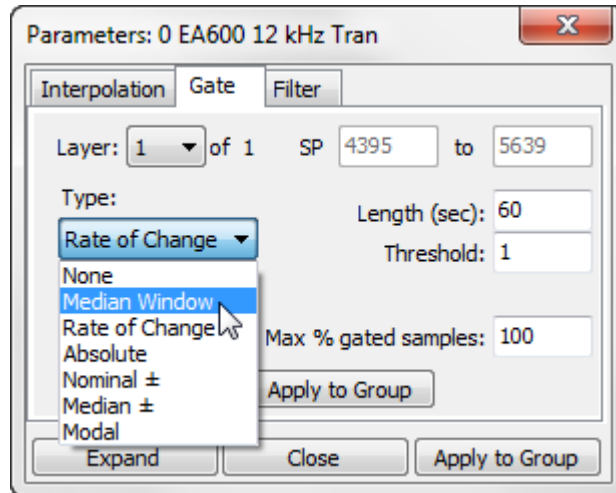 Parameters: 0 EA600 12 kHz Tran
Interpolation Gate Filter
Layer: 1 of 1 SP 4395 to 5639
Type:
Length (sec): 60
Rate of Change
Threshold: 1
None
Median Window
Rate of Change
Max % gated samples: 100
Absolute
Nominal ±
Median ±
Apply to Group
Modal
Expand Close Apply to Group